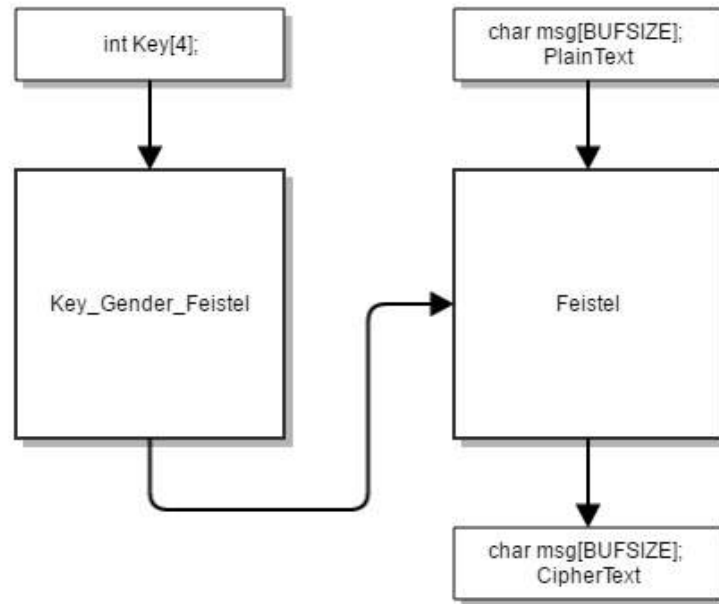 int Key[4];
char msg[BUFSIZE];
PlainText
Key_Gender_Feistel
Feistel
char msg[BUFSIZE];
CipherText